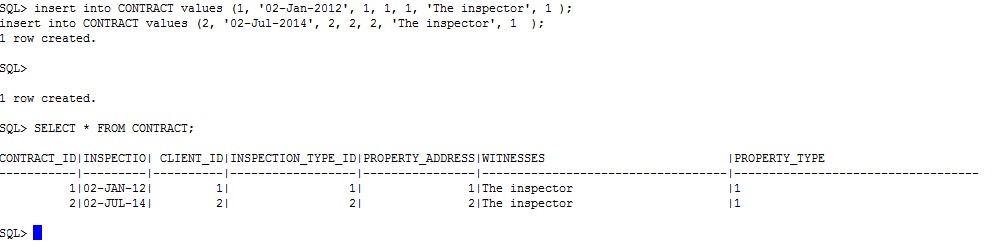 SQL> insert into CONTRACT values (1, '02-Jan-2012', 1, 1, 1, 'The inspector', 1 );
insert into CONTRACT values (2, '02-Jul-2014', 2, 2, 2, 'The inspector', 1  );
1 row created.
SQL>
1 row created.
SQL> SELECT * FROM CONTRACT;
CONTRACT_ID|INSPECTIO| CLIENT_ID|INSPECTION_TYPE_ID|PROPERTY_ADDRESS|WITNESSES                          |PROPERTY_TYPE
-----------|---------|----------|------------------|----------------|-----------------------------------|-----------------------------------
          1|02-JAN-12|         1|                 1|               1|The inspector                      |1
          2|02-JUL-14|         2|                 2|               2|The inspector                      |1
SQL>